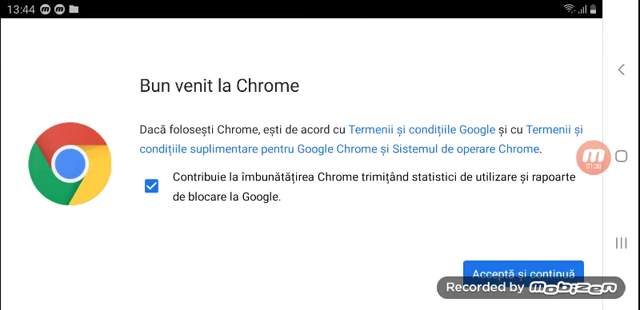 13:44
Bun venit la Chrome
Dacă folosești Chrome, ești de acord cu Termenii și condițiile Google și cu Termenii și
condițiile suplimentare pentru Google Chrome și Sistemul de operare Chrome.
Contribuie la îmbunătățirea Chrome trimițând statistici de utilizare și rapoarte
de blocare la Google.
Acceptă și continuă
Recorded by Mobizen